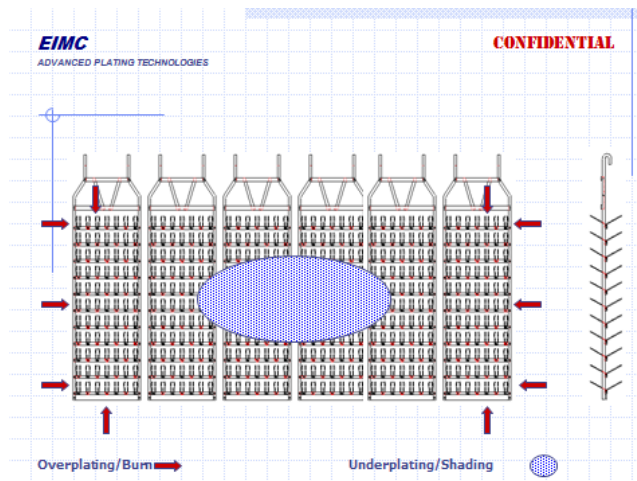 EIMC
CONFIDENTIAL
ADVANCED PLATING TECHNOLOGIES
Overplating/Burn
Underplating/Shading